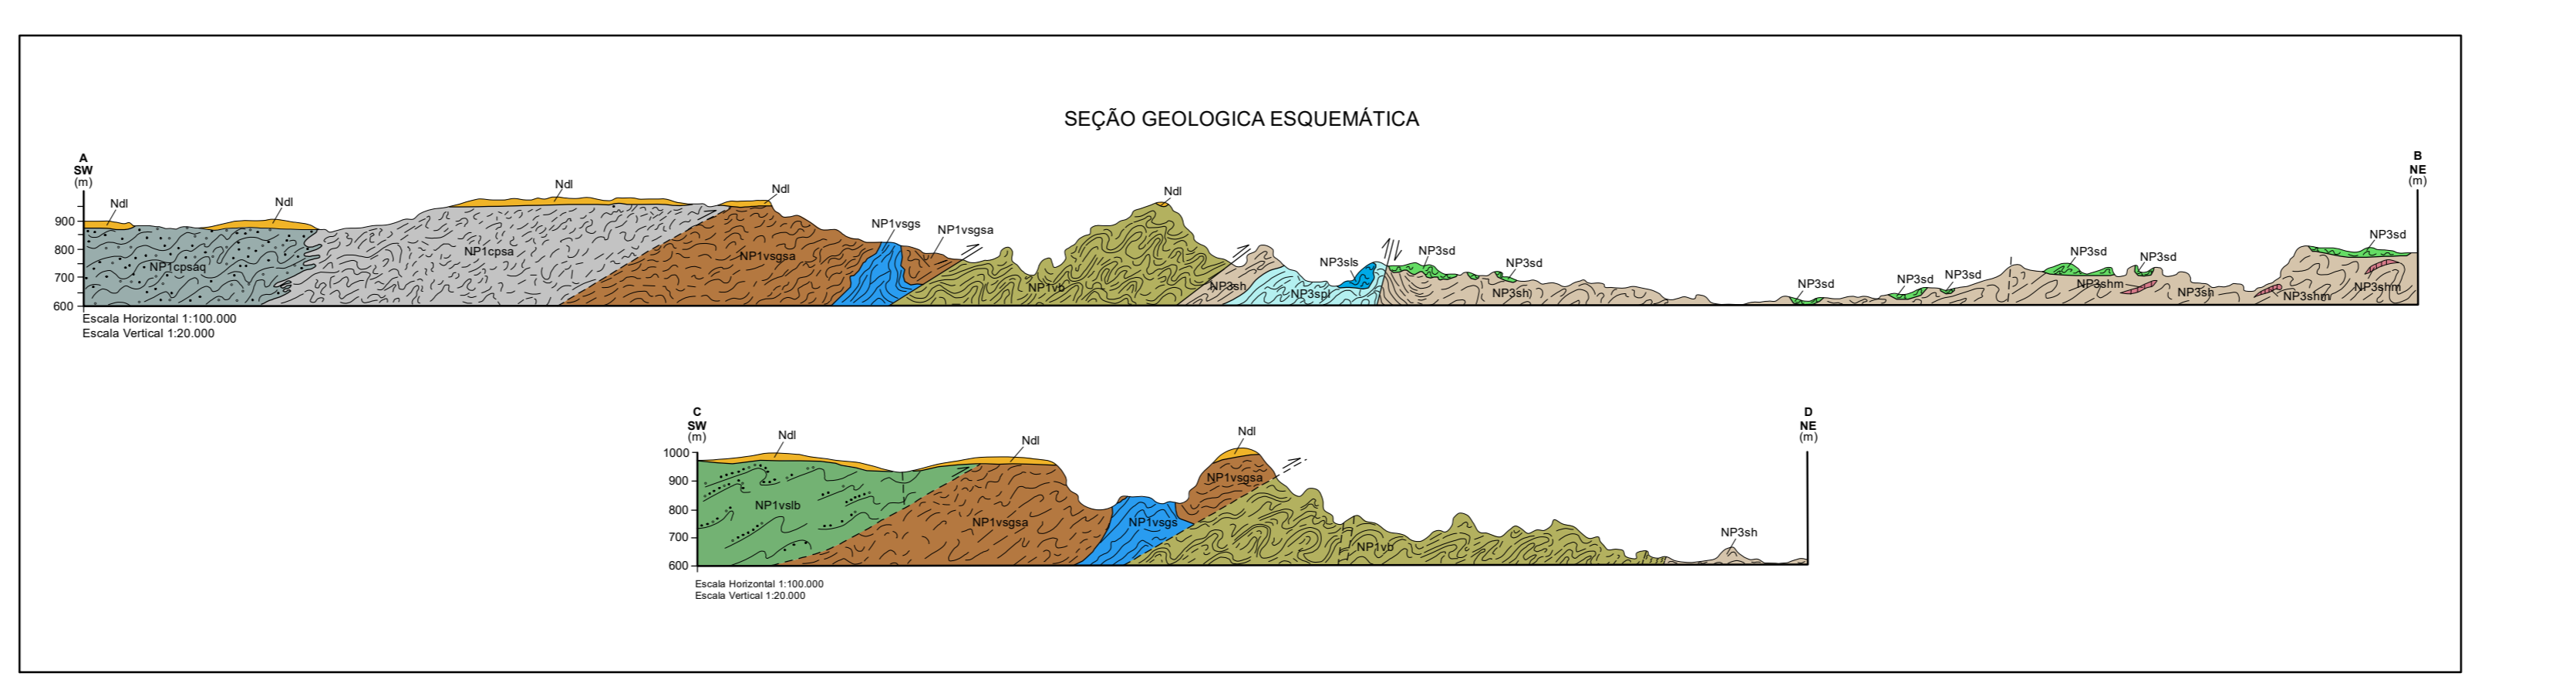 SEÇÃO GEOLOGICA ESQUEMÁTICA
A
SW
(m)
B
NE
(m)
900
800
700
600
Ndl
Ndl
Ndl
Ndl
NP1vsgs
NP1vsgsa
Ndl
NP3sls
NP3sd
NP3sd
NP3sd
NP3sd
NP3sd
NP3sd
NP3sd
NP3sd
NP1cpsaq
NP1cpsa
NP1vsgsa
NP1vb
NP3sh
NP3spl
NP3sh
NP3shm
NP3sh
NP3shm
NP3shm
Escala Horizontal 1:100.000
Escala Vertical 1:20.000
C
SW
(m)
D
NE
(m)
1000
900
800
700
600
Ndl
Ndl
Ndl
NP1vslb
NP1vsgsa
NP1vsgs
NP1vsgsa
NP1vb
NP3sh
Escala Horizontal 1:100.000
Escala Vertical 1:20.000